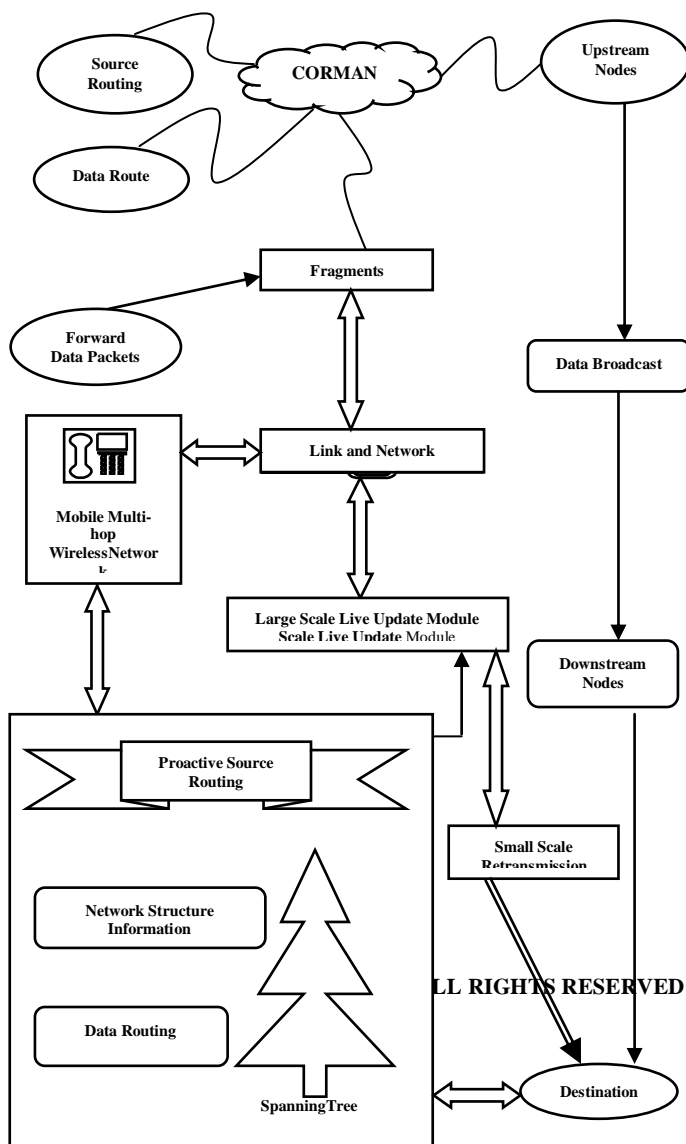 Source
Routing
CORMAN
Upstream
Nodes
Data Route
Fragments
Forward
Data Packets
Data Broadcast
Link and Network
Mobile Multi-
hop
WirelessNetwor
k
Large Scale Live Update Module
Scale Live Update Module
Downstream
Nodes
Proactive Source
Routing
Small Scale
Retransmission
Network Structure
Information
LL RIGHTS RESERVED
Data Routing
Destination
SpanningTree